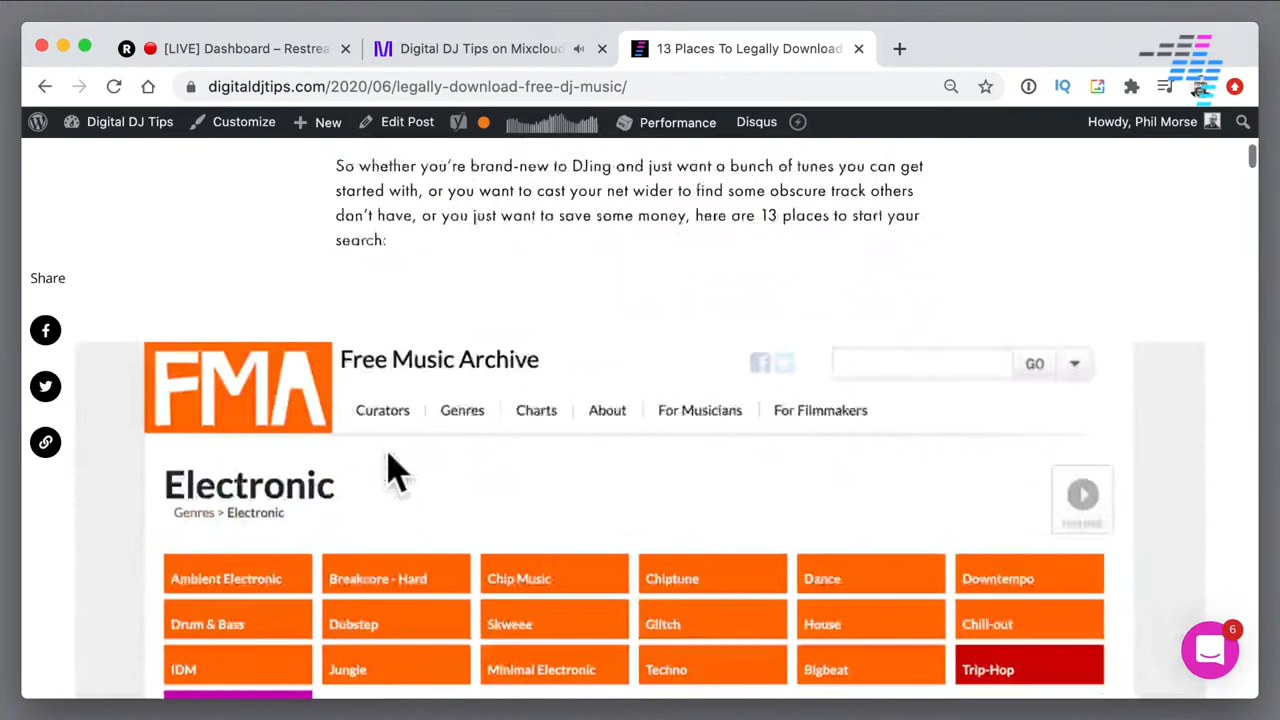 [LIVE] Dashboard – Restrea
Digital DJ Tips on Mixcloud
13 Places To Legally Download
digitaldjtips.com/2020/06/legally-download-free-dj-music/
IQ
Digital DJ Tips
Customize
New
Edit Post
Performance
Disqus
Howdy, Phil Morse
So whether you're brand-new to DJing and just want a bunch of tunes you can get
started with, or you want to cast your net wider to find some obscure track others
don't have, or you just want to save some money, here are 13 places to start your
search:
Share
FMA
Free Music Archive
GO
Curators
Genres
Charts
About
For Musicians
For Filmmakers
Electronic
Genres > Electronic
Ambient Electronic
Breakcore - Hard
Chip Music
Chiptune
Dance
Downtempo
Drum & Bass
Dubstep
Skweee
Glitch
House
Chill-out
IDM
Jungle
Minimal Electronic
Techno
Bigbeat
Trip-Hop
6